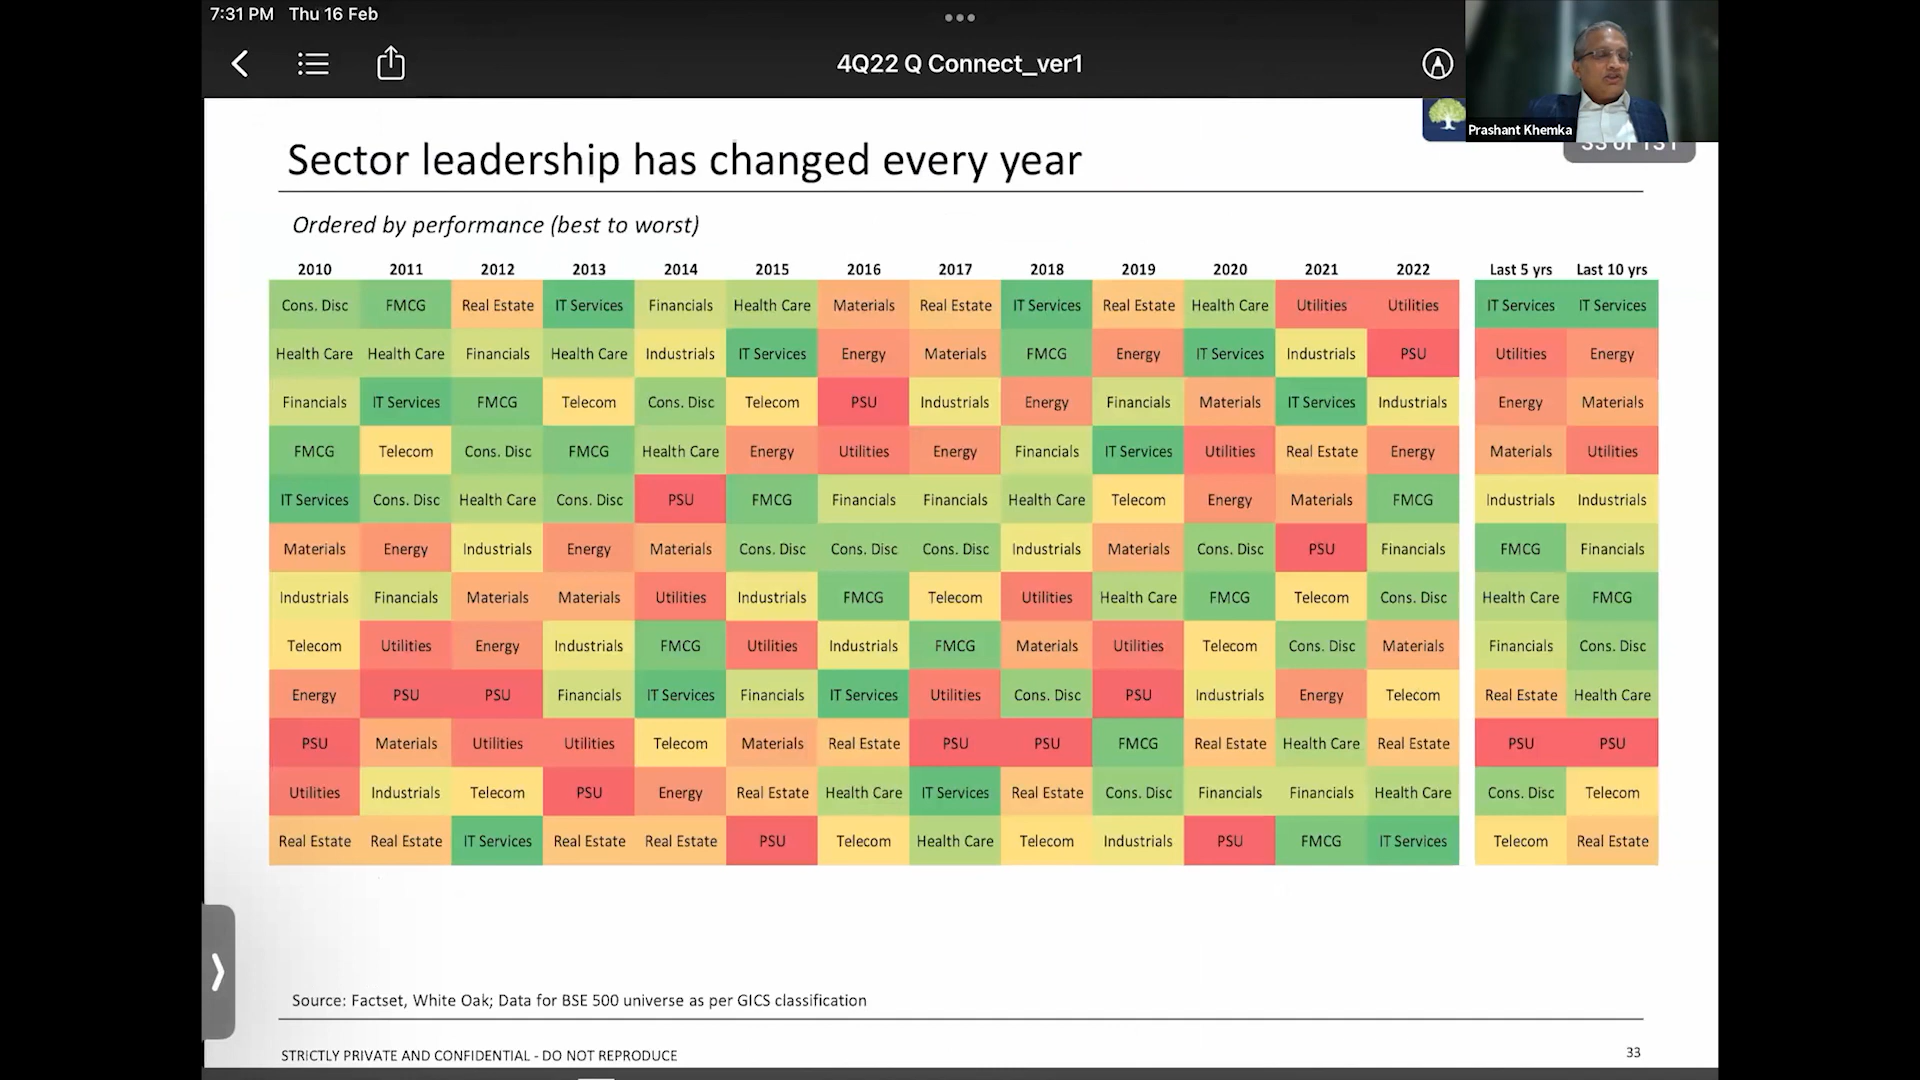 7:31 PM Thu 16 Feb
4Q22 Q Connect_ver1
Prashant Khemka
33 of 131
Sector leadership has changed every year
Ordered by performance (best to worst)
2010 2011 2012 2013 2014 2015 2016 2017 2018 2019 2020 2021 2022 Last 5 yrs Last 10 yrs
Cons. Disc FMCG Real Estate IT Services Financials Health Care Materials Real Estate IT Services Real Estate Health Care Utilities Utilities IT Services IT Services
Health Care Health Care Financials Health Care Industrials IT Services Energy Materials FMCG Energy IT Services Industrials PSU Utilities Energy
Financials IT Services FMCG Telecom Cons. Disc Telecom PSU Industrials Energy Financials Materials IT Services Industrials Energy Materials
FMCG Telecom Cons. Disc FMCG Health Care Energy Utilities Energy Financials IT Services Utilities Real Estate Energy Materials Utilities
IT Services Cons. Disc Health Care Cons. Disc PSU FMCG Financials Financials Health Care Telecom Energy Materials FMCG Industrials Industrials
Materials Energy Industrials Energy Materials Cons. Disc Cons. Disc Cons. Disc Industrials Materials Cons. Disc PSU Financials FMCG Financials
Industrials Financials Materials Materials Utilities Industrials FMCG Telecom Utilities Health Care FMCG Telecom Cons. Disc Health Care FMCG
Telecom Utilities Energy Industrials FMCG Utilities Industrials FMCG Materials Utilities Telecom Cons. Disc Materials Financials Cons. Disc
Energy PSU PSU Financials IT Services Financials IT Services Utilities Cons. Disc PSU Industrials Energy Telecom Real Estate Health Care
PSU Materials Utilities Utilities Telecom Materials Real Estate PSU PSU FMCG Real Estate Health Care Real Estate PSU PSU
Utilities Industrials Telecom PSU Energy Real Estate Health Care IT Services Real Estate Cons. Disc Financials Financials Health Care Cons. Disc Telecom
Real Estate Real Estate IT Services Real Estate Real Estate PSU Telecom Health Care Telecom Industrials PSU FMCG IT Services Telecom Real Estate
Source: Factset, White Oak; Data for BSE 500 universe as per GICS classification
STRICTLY PRIVATE AND CONFIDENTIAL - DO NOT REPRODUCE
33